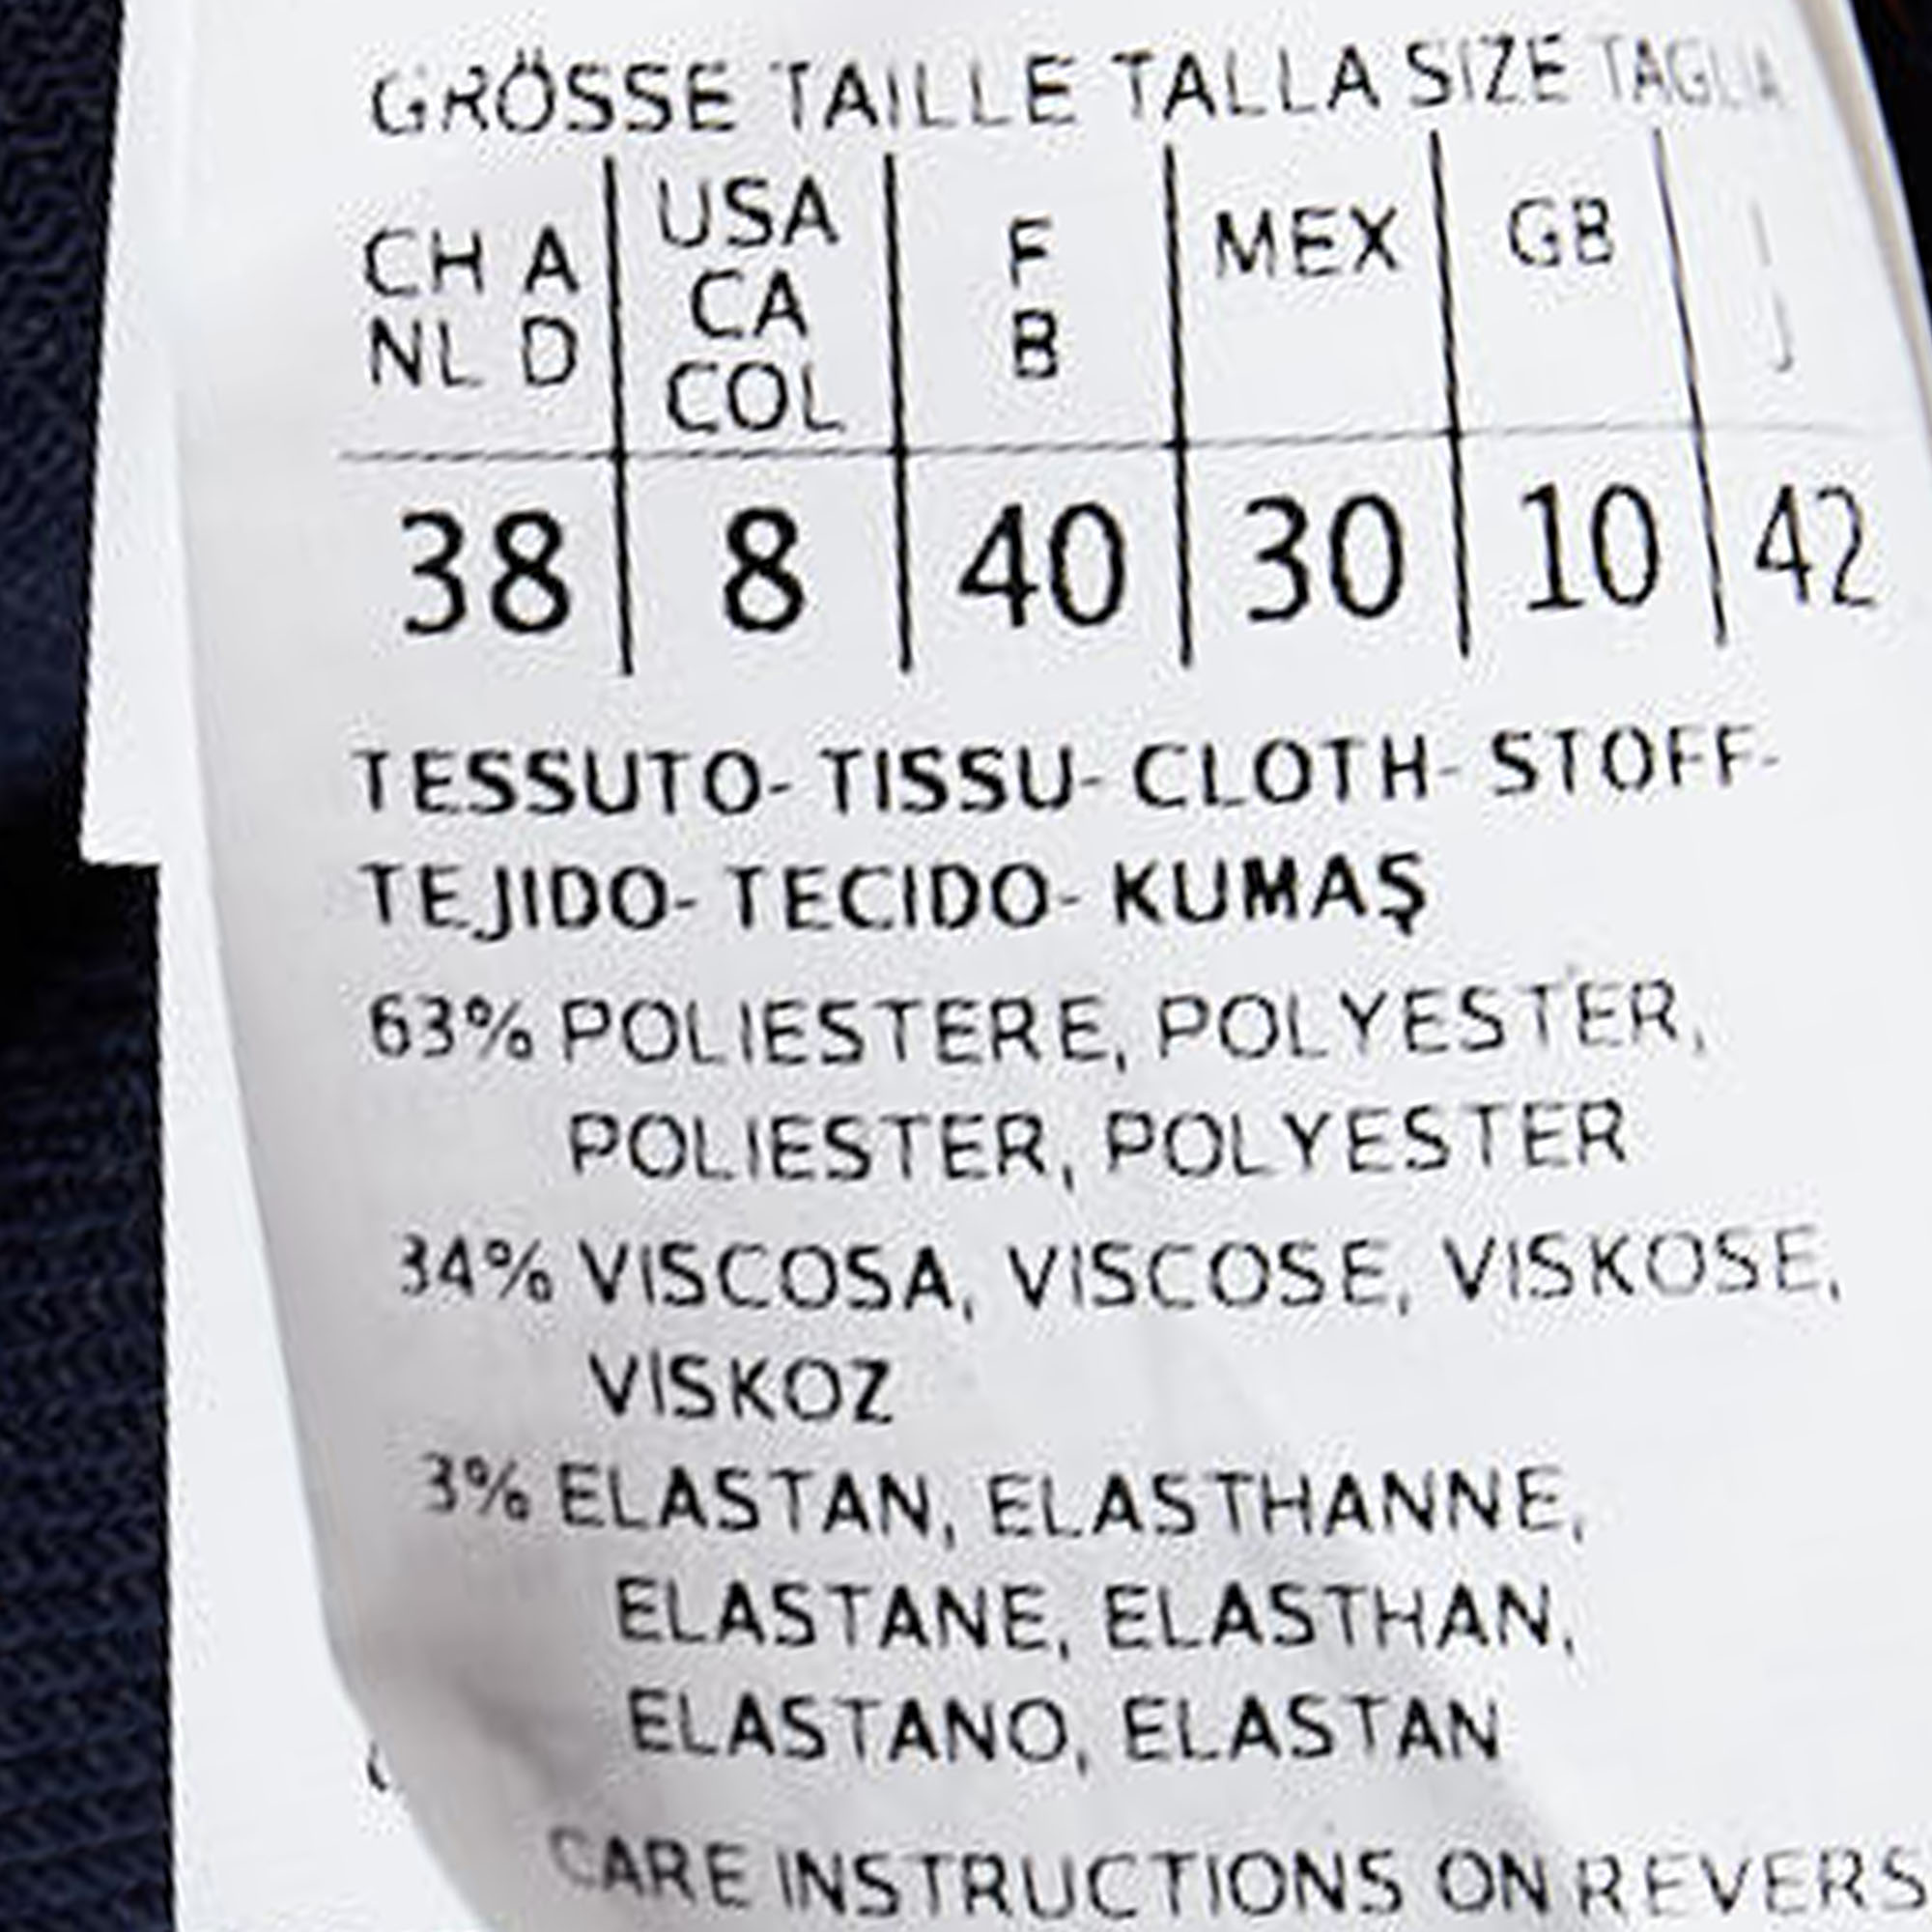 GRÖSSE TAILLE TALLA SIZE TAGLIA
CH A
NL D
USA
CA
COL
F
B
MEX
GB
I
J
38 8 40 30 10 42
TESSUTO- TISSU- CLOTH- STOFF-
TEJIDO- TECIDO- KUMAŞ
63% POLIESTERE, POLYESTER,
POLIESTER, POLYESTER
34% VISCOSA, VISCOSE, VISKOSE,
VISKOZ
3% ELASTAN, ELASTHANNE,
ELASTANE, ELASTHAN,
ELASTANO, ELASTAN
CARE INSTRUCTIONS ON REVERS